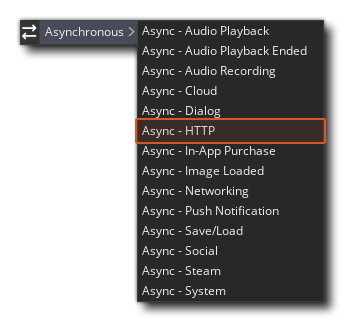 Asynchronous >
Async - Audio Playback
Async - Audio Playback Ended
Async - Audio Recording
Async - Cloud
Async - Dialog
Async - HTTP
Async - In-App Purchase
Async - Image Loaded
Async - Networking
Async - Push Notification
Async - Save/Load
Async - Social
Async - Steam
Async - System